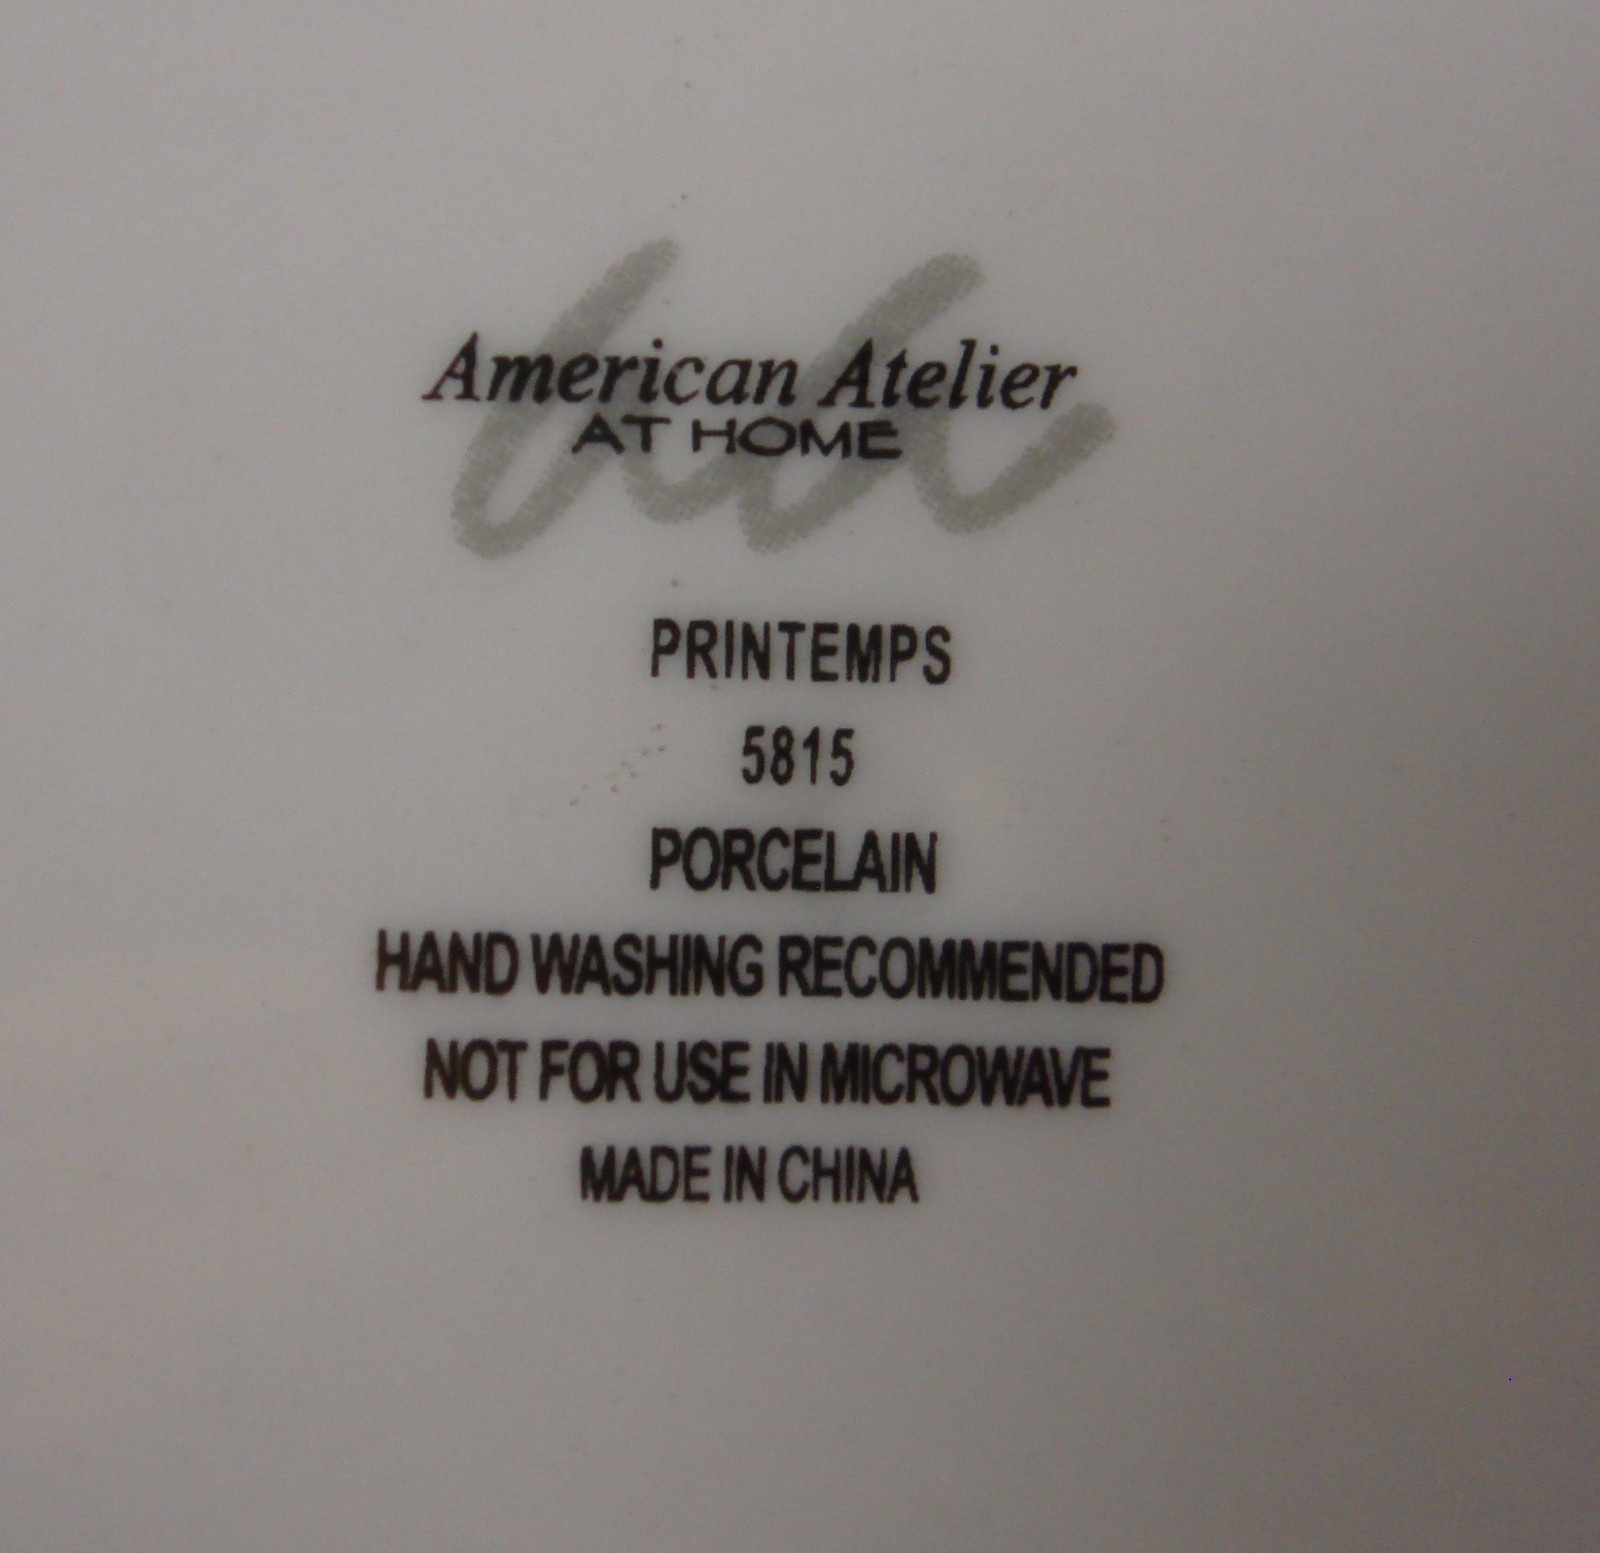 American Atelier
AT HOME
PRINTEMPS
5815
PORCELAIN
HAND WASHING RECOMMENDED
NOT FOR USE IN MICROWAVE
MADE IN CHINA